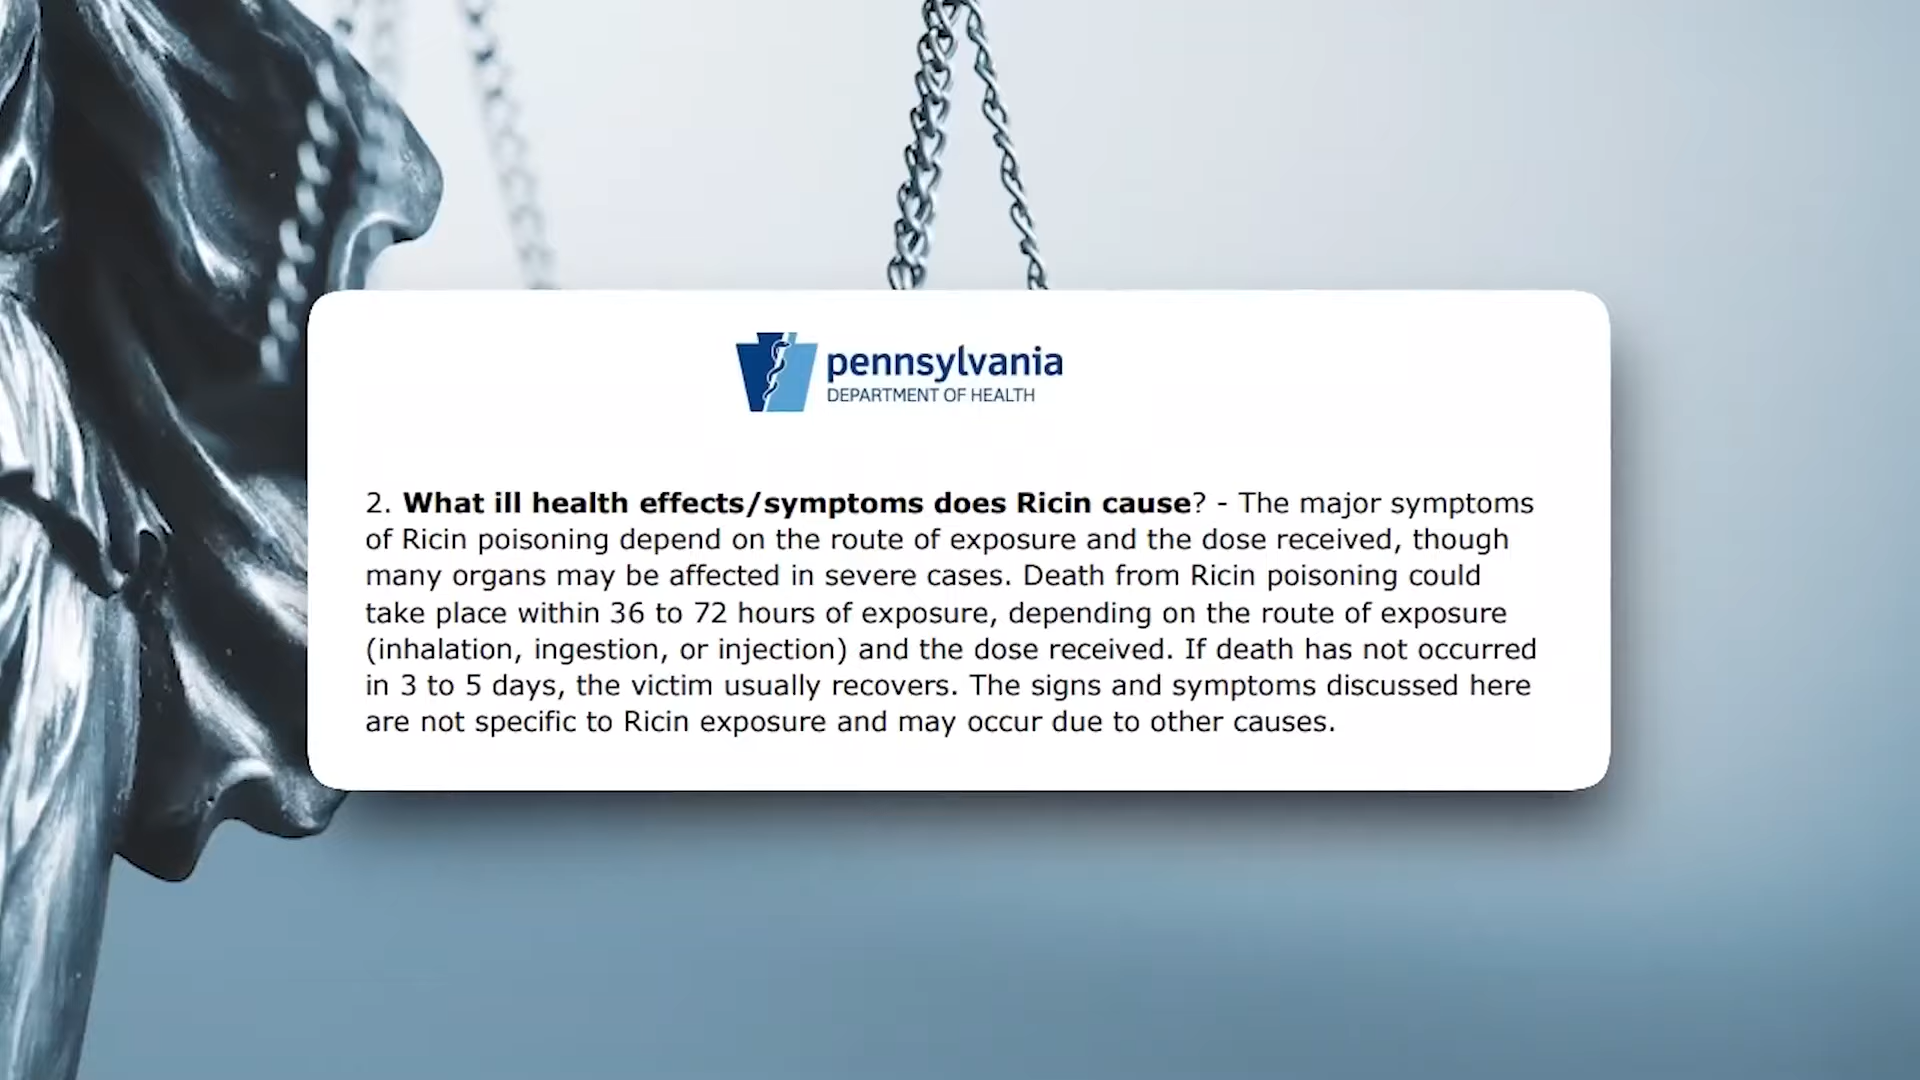 pennsylvania
DEPARTMENT OF HEALTH
2. What ill health effects/symptoms does Ricin cause? - The major symptoms
of Ricin poisoning depend on the route of exposure and the dose received, though
many organs may be affected in severe cases. Death from Ricin poisoning could
take place within 36 to 72 hours of exposure, depending on the route of exposure
(inhalation, ingestion, or injection) and the dose received. If death has not occurred
in 3 to 5 days, the victim usually recovers. The signs and symptoms discussed here
are not specific to Ricin exposure and may occur due to other causes.